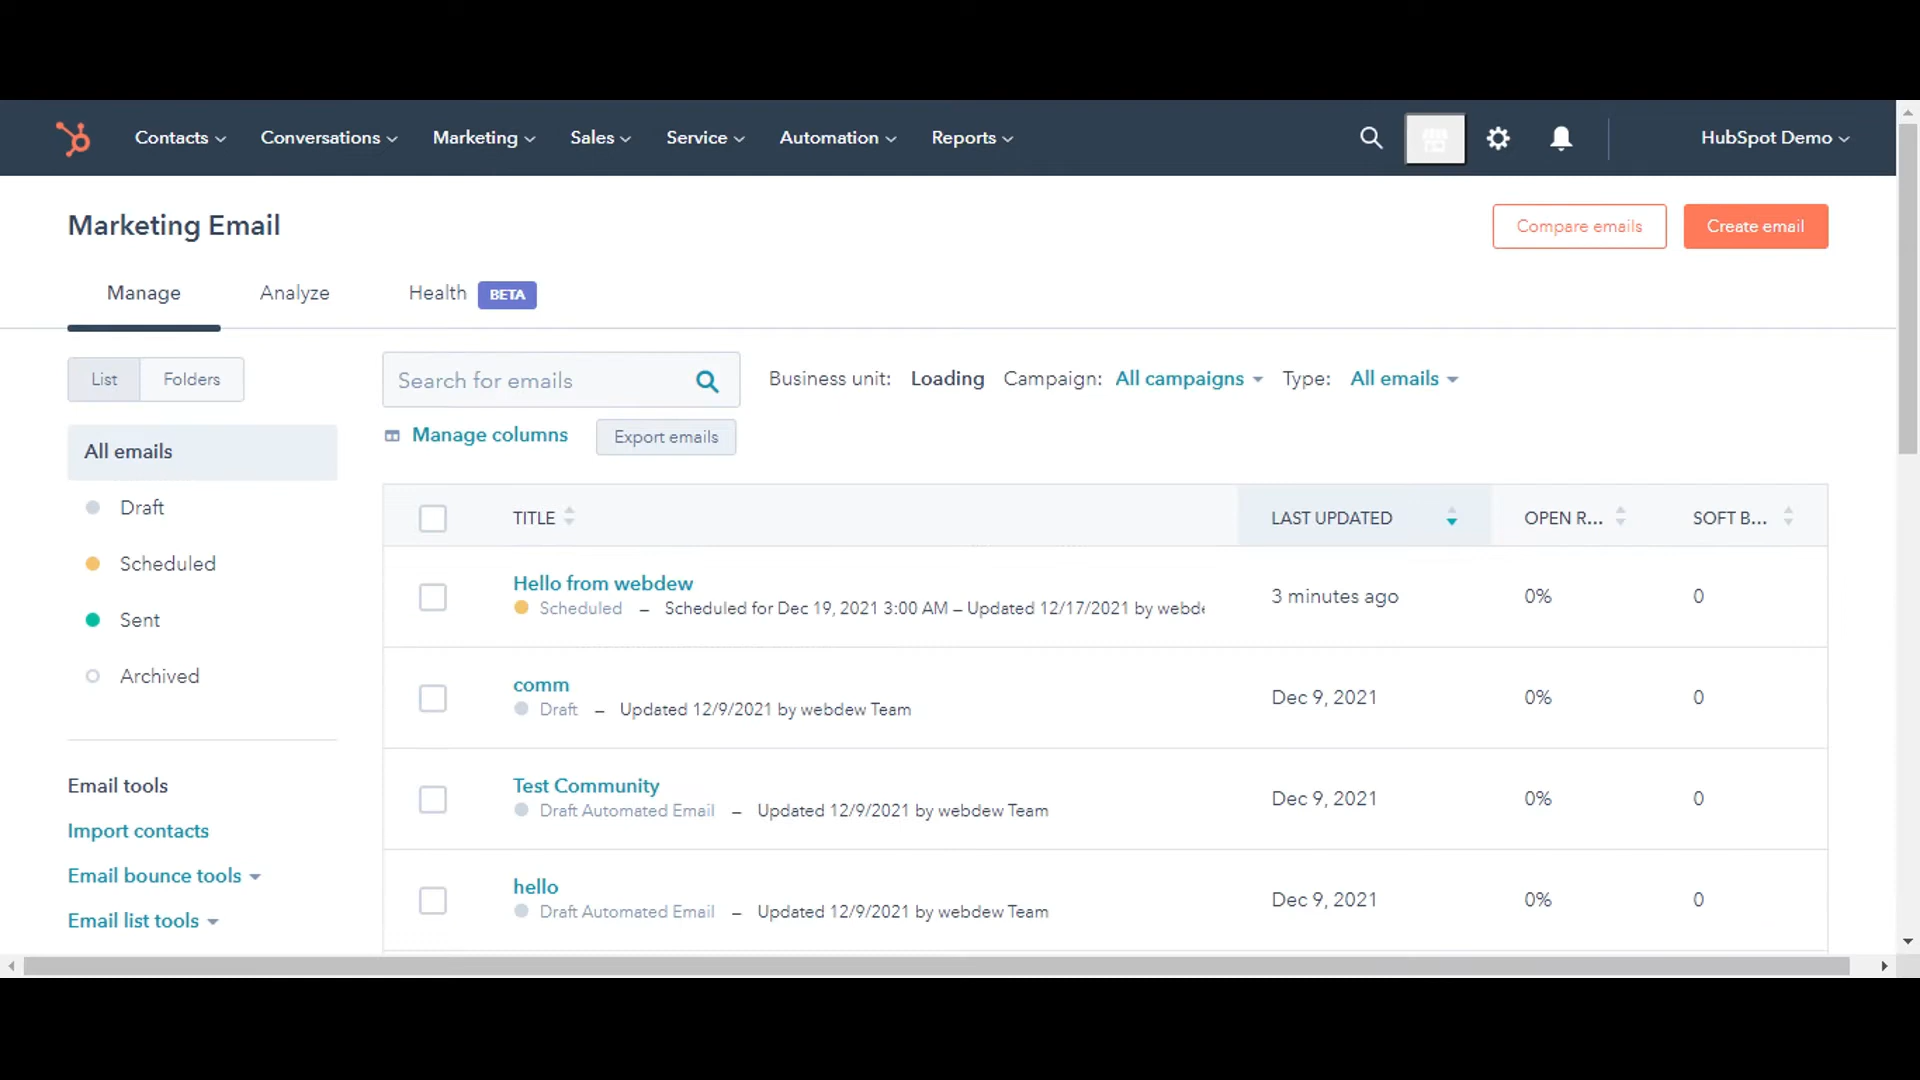 Contacts Conversations Marketing Sales Service Automation Reports HubSpot Demo
Marketing Email
Compare emails Create email
Manage Analyze Health BETA
List Folders
Search for emails Business unit: Loading Campaign: All campaigns Type: All emails
Manage columns Export emails
All emails
Draft
Scheduled
Sent
Archived
Email tools
Import contacts
Email bounce tools
Email list tools
TITLE LAST UPDATED OPEN R... SOFT B...
Hello from webdew
Scheduled – Scheduled for Dec 19, 2021 3:00 AM – Updated 12/17/2021 by webde
3 minutes ago 0% 0
comm
Draft – Updated 12/9/2021 by webdew Team
Dec 9, 2021 0% 0
Test Community
Draft Automated Email – Updated 12/9/2021 by webdew Team
Dec 9, 2021 0% 0
hello
Draft Automated Email – Updated 12/9/2021 by webdew Team
Dec 9, 2021 0% 0